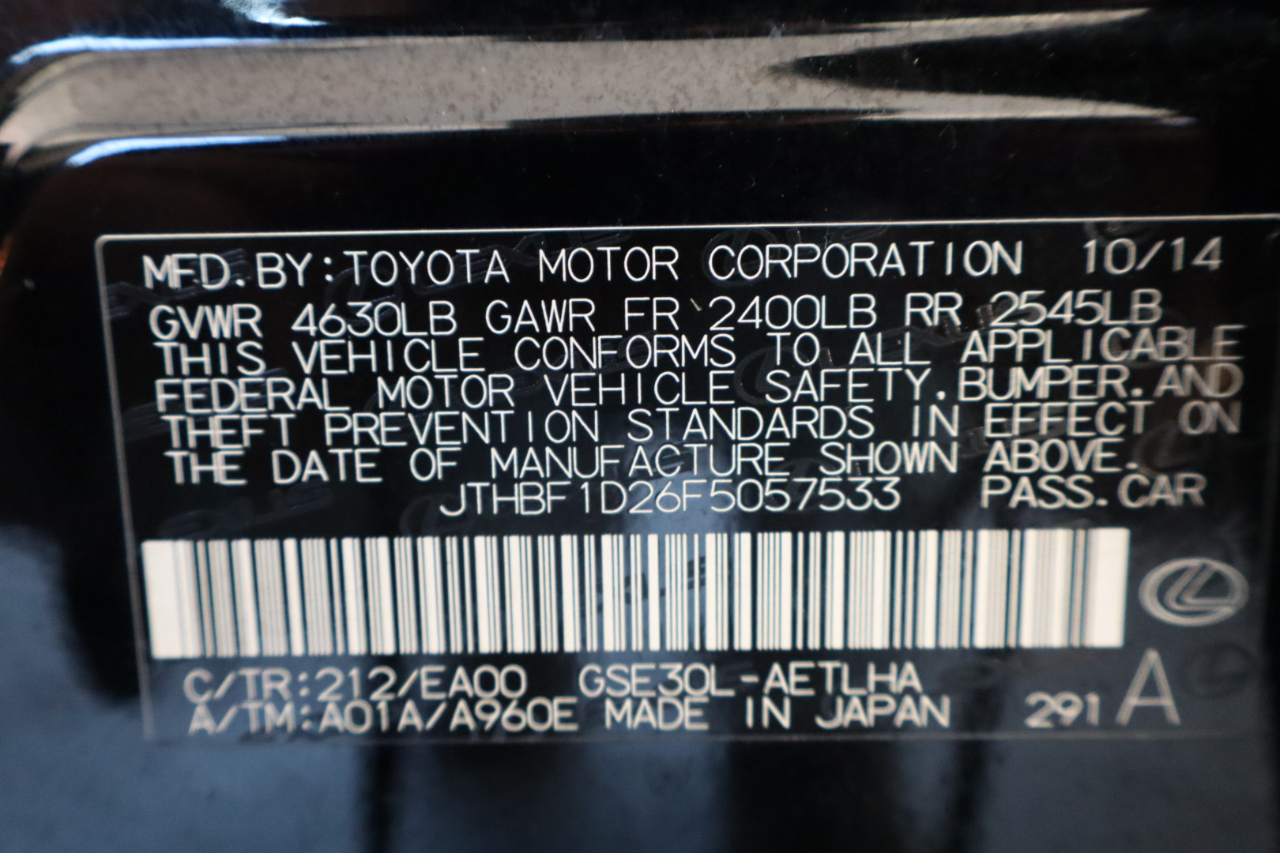 MFD.BY:TOYOTA MOTOR CORPORATION 10/14
GVWR 4630LB GAWR FR 2400LB RR 2545LB
THIS VEHICLE CONFORMS TO ALL APPLICABLE
FEDERAL MOTOR VEHICLE SAFETY.BUMPER.AND
THEFT PREVENTION STANDARDS IN EFFECT ON
THE DATE OF MANUFACTURE SHOWN ABOVE.
JTHBF1D26F5057533 PASS.CAR
C/TR:212/EA00 GSE30L-AETLHA
A/TM:A01A/A960E MADE IN JAPAN 291 A